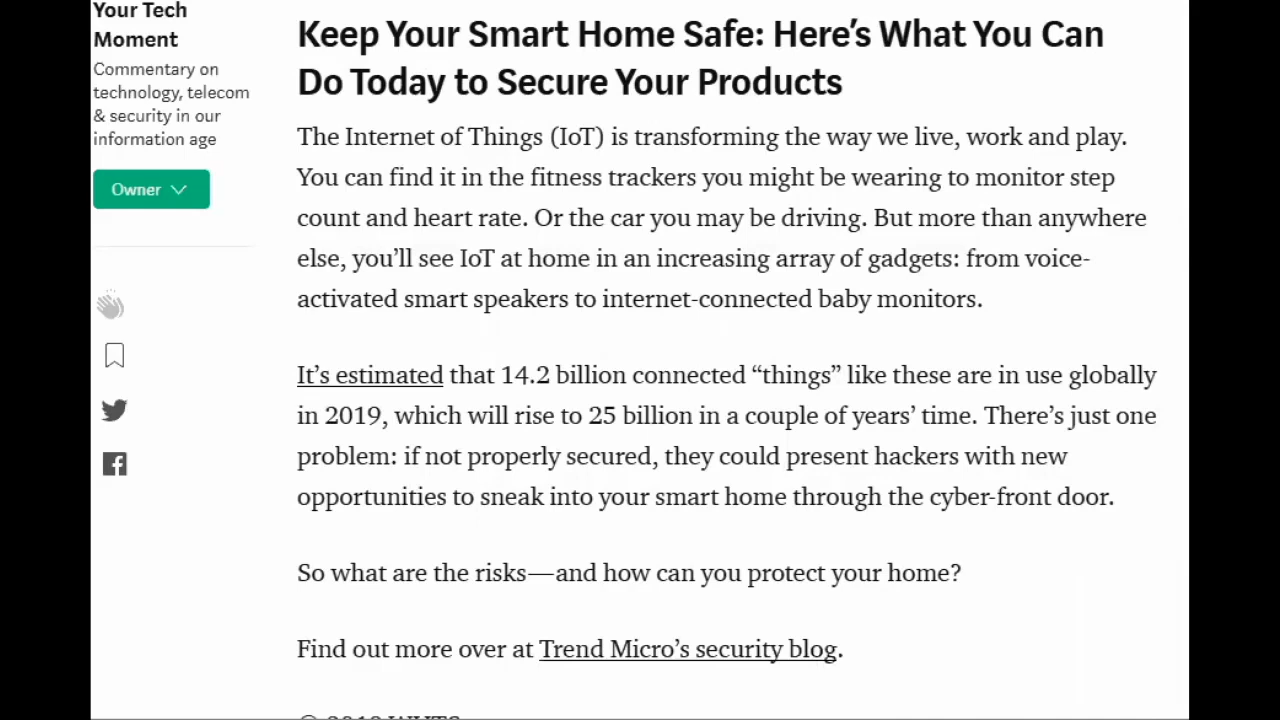 Your Tech
Moment
Commentary on
technology, telecom
& security in our
information age
Owner
Keep Your Smart Home Safe: Here’s What You Can
Do Today to Secure Your Products
The Internet of Things (IoT) is transforming the way we live, work and play.
You can find it in the fitness trackers you might be wearing to monitor step
count and heart rate. Or the car you may be driving. But more than anywhere
else, you’ll see IoT at home in an increasing array of gadgets: from voice-
activated smart speakers to internet-connected baby monitors.
It’s estimated that 14.2 billion connected “things” like these are in use globally
in 2019, which will rise to 25 billion in a couple of years’ time. There’s just one
problem: if not properly secured, they could present hackers with new
opportunities to sneak into your smart home through the cyber-front door.
So what are the risks—and how can you protect your home?
Find out more over at Trend Micro’s security blog.